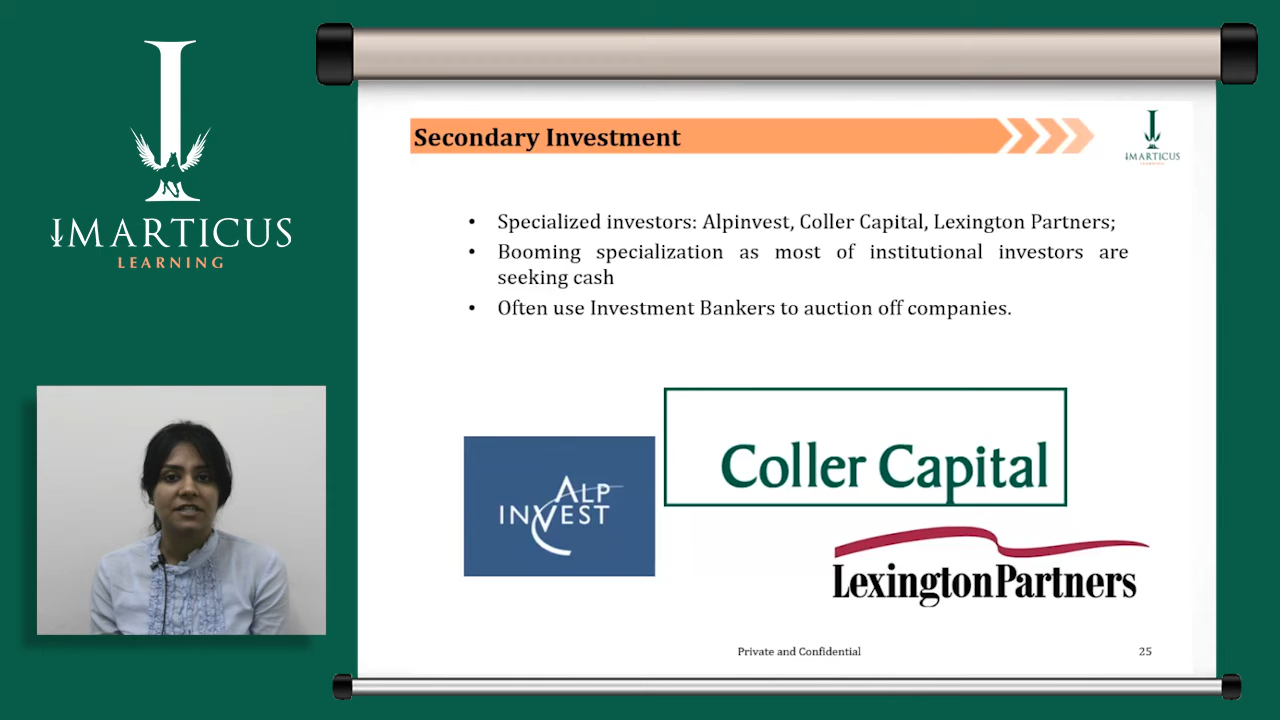 IMARTICUS
LEARNING
Secondary Investment
IMARTICUS
LEARNING
• Specialized investors: Alpinvest, Coller Capital, Lexington Partners;
• Booming specialization as most of institutional investors are
seeking cash
• Often use Investment Bankers to auction off companies.
Coller Capital
ALP
INVEST
LexingtonPartners
Private and Confidential
25